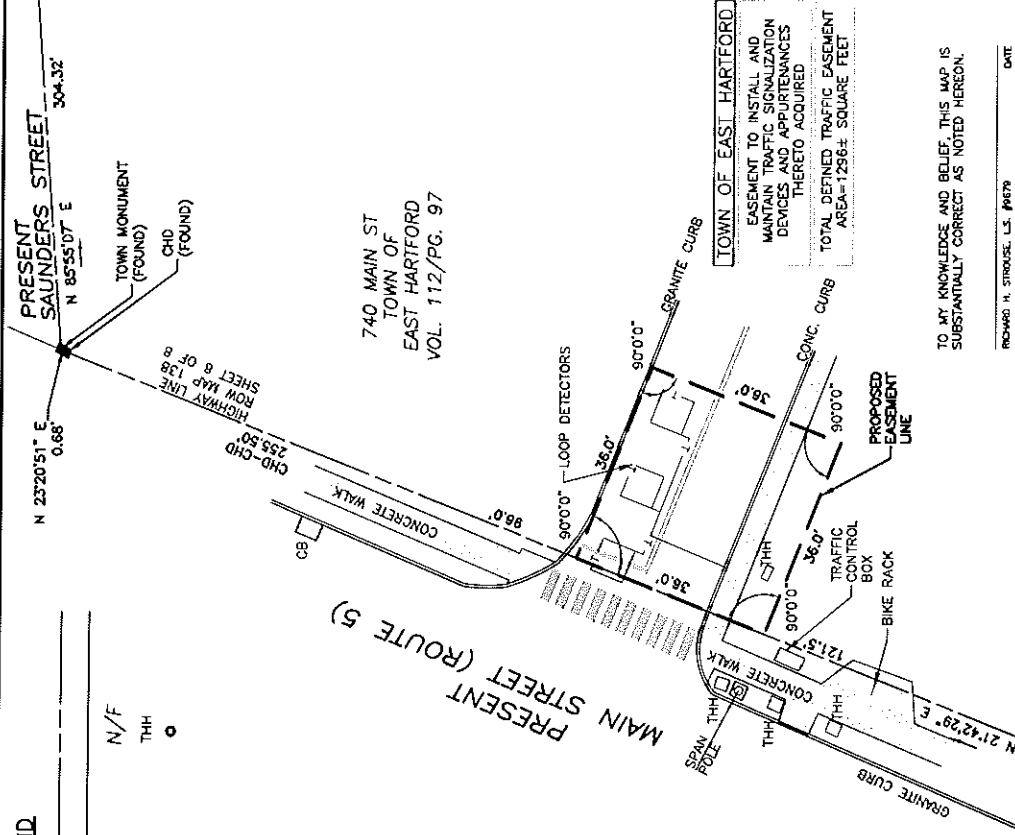 PRESENT
SAUNDERS STREET
N 85°55'07" E
304.32'
N 23°20'51" E
0.68'
TOWN MONUMENT
(FOUND)
CHD
(FOUND)
N/F
THH
HIGHWAY LINE
ROW MAP 138
SHEET 8 OF 8
CHD-CHD
255.50'
740 MAIN ST
TOWN OF
EAST HARTFORD
VOL. 112/PG. 97
CB
CONCRETE WALK
96.0'
90°0'0"
LOOP DETECTORS
36.0'
90°0'0"
GRANITE CURB
T
T
T
36.0'
36.0'
CONC. CURB
PRESENT
MAIN STREET (ROUTE 5)
90°0'0"
PROPOSED
EASEMENT
LINE
36.0'
90°0'0"
THH
TRAFFIC
CONTROL
BOX
BIKE RACK
121.5'
CONCRETE WALK
THH
SPAN
POLE
THH
THH
GRANITE CURB
N 21°42'29" E
TOWN OF EAST HARTFORD
EASEMENT TO INSTALL AND
MAINTAIN TRAFFIC SIGNALIZATION
DEVICES AND APPURTENANCES
THERETO ACQUIRED
TOTAL DEFINED TRAFFIC EASEMENT
AREA=1296± SQUARE FEET
TO MY KNOWLEDGE AND BELIEF, THIS MAP IS
SUBSTANTIALLY CORRECT AS NOTED HEREON.
RICHARD H. STROUSE, L.S. #9679
DATE